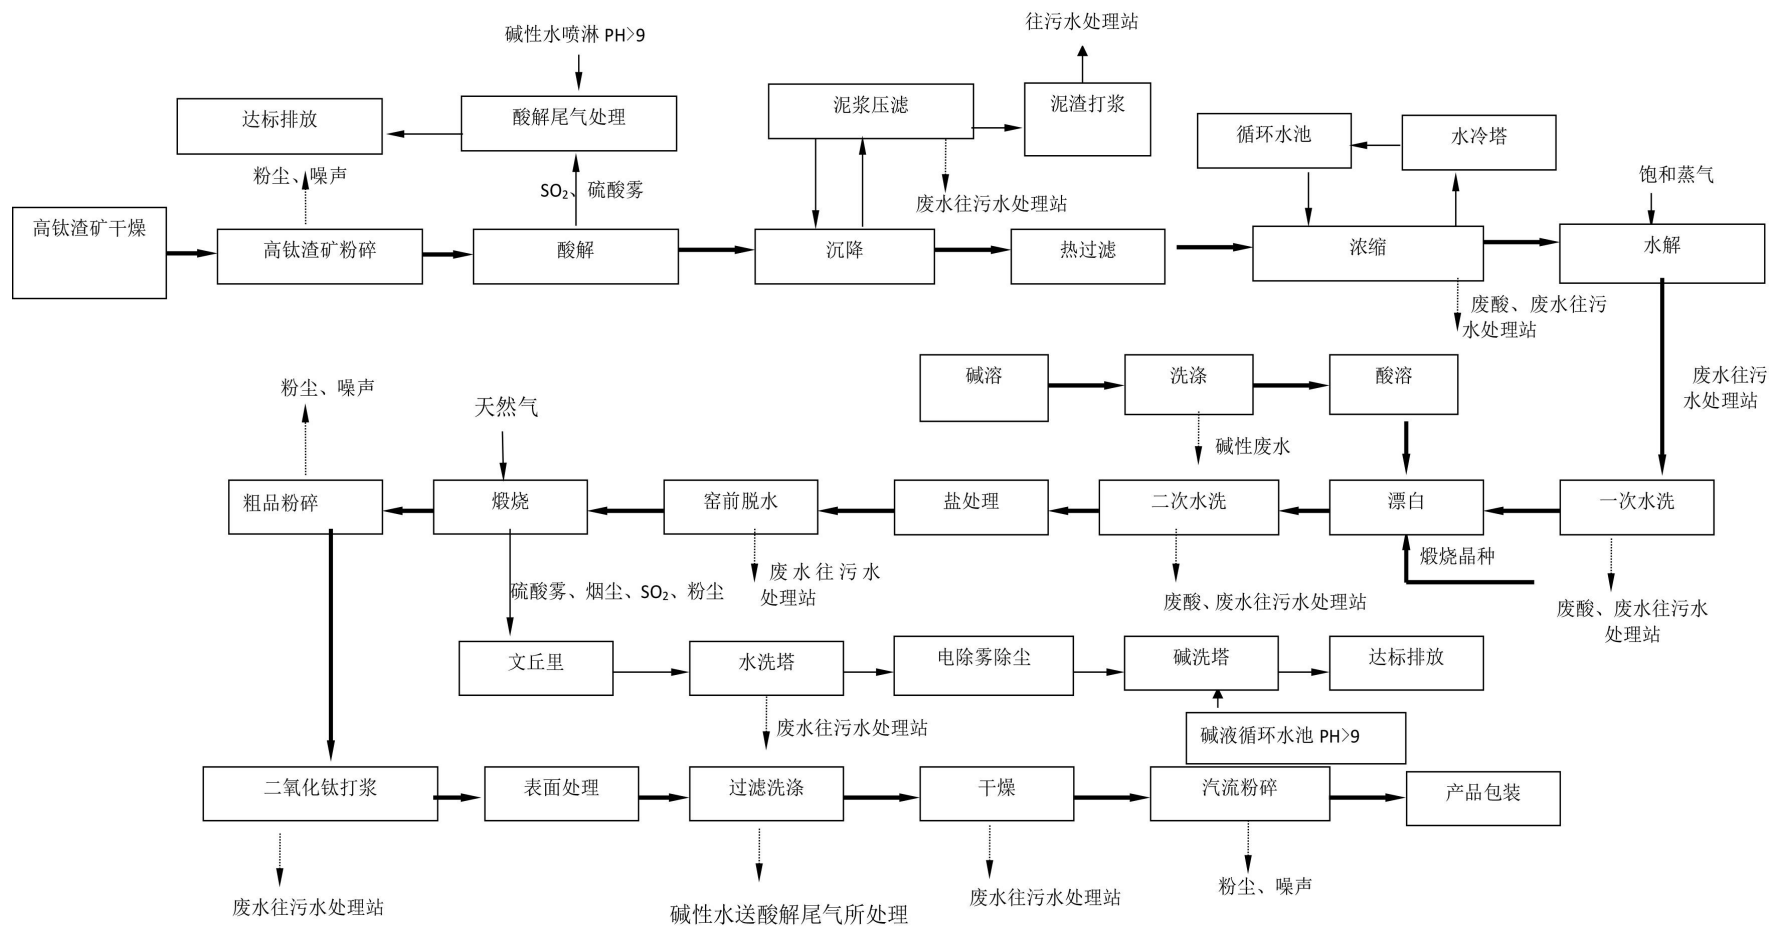 往污水处理站
碱性水喷淋 PH>9
达标排放
酸解尾气处理
泥浆压滤
泥渣打浆
循环水池
水冷塔
粉尘、噪声
SO₂、硫酸雾
废水往污水处理站
饱和蒸气
高钛渣矿干燥
高钛渣矿粉碎
酸解
沉降
热过滤
浓缩
水解
废酸、废水往污
水处理站
碱溶
洗涤
酸溶
废水往污
水处理站
粉尘、噪声
天然气
碱性废水
粗品粉碎
煅烧
窑前脱水
盐处理
二次水洗
漂白
一次水洗
煅烧晶种
硫酸雾、烟尘、SO₂、粉尘
废水往污水
处理站
废酸、废水往污水处理站
废酸、废水往污水
处理站
文丘里
水洗塔
电除雾除尘
碱洗塔
达标排放
废水往污水处理站
碱液循环水池 PH>9
二氧化钛打浆
表面处理
过滤洗涤
干燥
汽流粉碎
产品包装
废水往污水处理站
碱性水送酸解尾气所处理
废水往污水处理站
粉尘、噪声